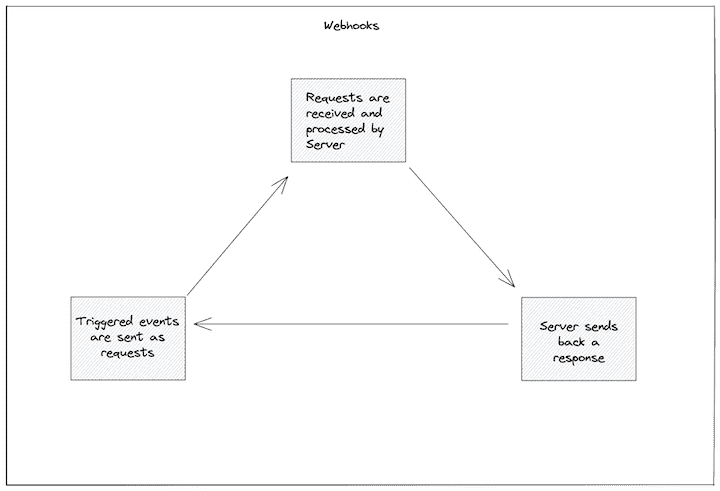 Webhooks
Requests are
received and
processed by
Server
Triggered events
are sent as
requests
Server sends
back a
response